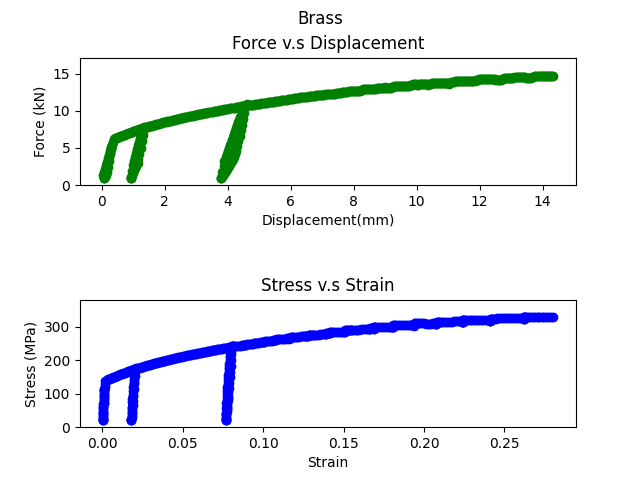 Brass
Force v.s Displacement
Force (kN)
15
10
5
0
0 2 4 6 8 10 12 14
Displacement(mm)
Stress v.s Strain
Stress (MPa)
300
200
100
0
0.00 0.05 0.10 0.15 0.20 0.25
Strain